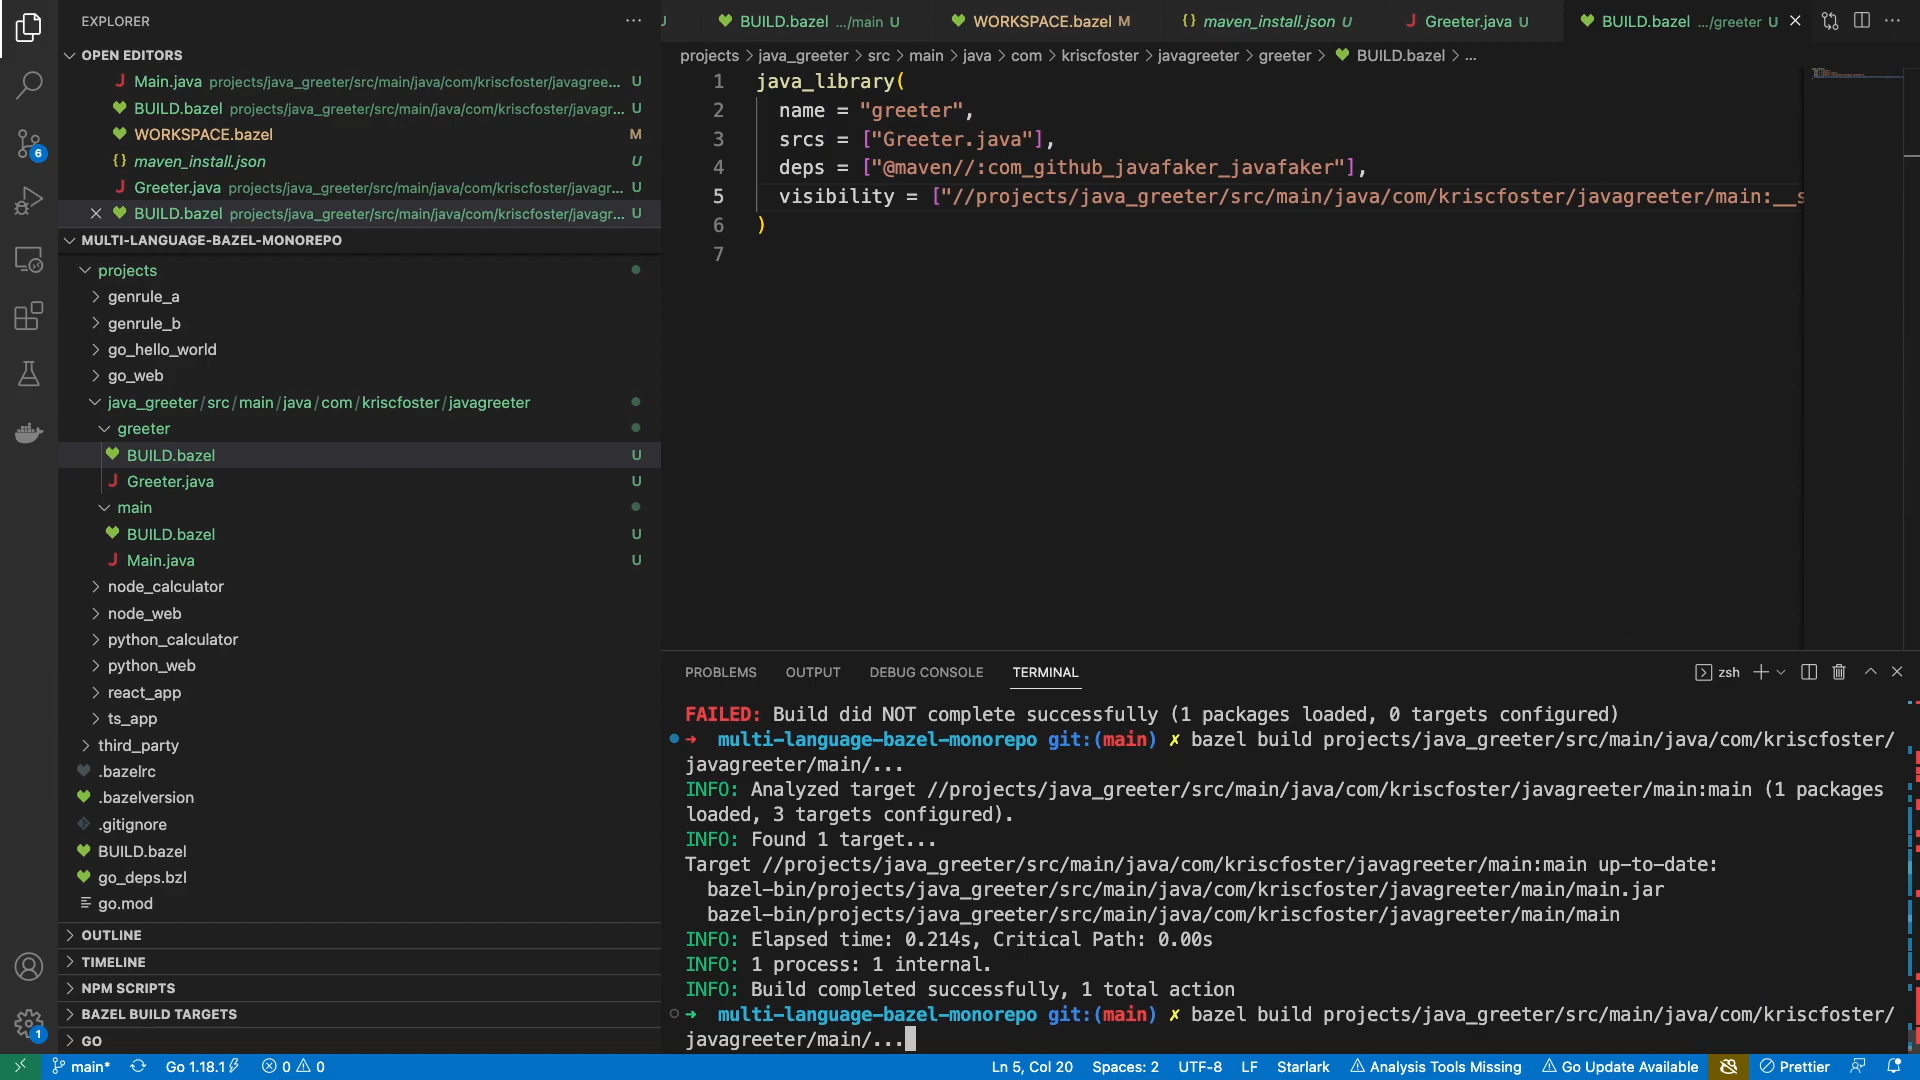 EXPLORER
OPEN EDITORS
Main.java projects/java_greeter/src/main/java/com/kriscfoster/javagree... U
BUILD.bazel projects/java_greeter/src/main/java/com/kriscfoster/javagr... U
WORKSPACE.bazel M
maven_install.json U
Greeter.java projects/java_greeter/src/main/java/com/kriscfoster/javagr... U
BUILD.bazel projects/java_greeter/src/main/java/com/kriscfoster/javagr... U
MULTI-LANGUAGE-BAZEL-MONOREPO
projects
genrule_a
genrule_b
go_hello_world
go_web
java_greeter/src/main/java/com/kriscfoster/javagreeter
greeter
BUILD.bazel U
Greeter.java U
main
BUILD.bazel U
Main.java U
node_calculator
node_web
python_calculator
python_web
react_app
ts_app
third_party
.bazelrc
.bazelversion
.gitignore
BUILD.bazel
go_deps.bzl
go.mod
OUTLINE
TIMELINE
NPM SCRIPTS
BAZEL BUILD TARGETS
GO
6
1
U BUILD.bazel .../main U WORKSPACE.bazel M {} maven_install.json U Greeter.java U BUILD.bazel .../greeter U
projects > java_greeter > src > main > java > com > kriscfoster > javagreeter > greeter > BUILD.bazel > ...
1 java_library(
2 name = "greeter",
3 srcs = ["Greeter.java"],
4 deps = ["@maven//:com_github_javafaker_javafaker"],
5 visibility = ["//projects/java_greeter/src/main/java/com/kriscfoster/javagreeter/main:__s
6 )
7
PROBLEMS OUTPUT DEBUG CONSOLE TERMINAL zsh
FAILED: Build did NOT complete successfully (1 packages loaded, 0 targets configured)
➜ multi-language-bazel-monorepo git:(main) ✗ bazel build projects/java_greeter/src/main/java/com/kriscfoster/
javagreeter/main/...
INFO: Analyzed target //projects/java_greeter/src/main/java/com/kriscfoster/javagreeter/main:main (1 packages
loaded, 3 targets configured).
INFO: Found 1 target...
Target //projects/java_greeter/src/main/java/com/kriscfoster/javagreeter/main:main up-to-date:
bazel-bin/projects/java_greeter/src/main/java/com/kriscfoster/javagreeter/main/main.jar
bazel-bin/projects/java_greeter/src/main/java/com/kriscfoster/javagreeter/main/main
INFO: Elapsed time: 0.214s, Critical Path: 0.00s
INFO: 1 process: 1 internal.
INFO: Build completed successfully, 1 total action
➜ multi-language-bazel-monorepo git:(main) ✗ bazel build projects/java_greeter/src/main/java/com/kriscfoster/
javagreeter/main/...
main* Go 1.18.1 0 0 Ln 5, Col 20 Spaces: 2 UTF-8 LF Starlark Analysis Tools Missing Go Update Available Prettier